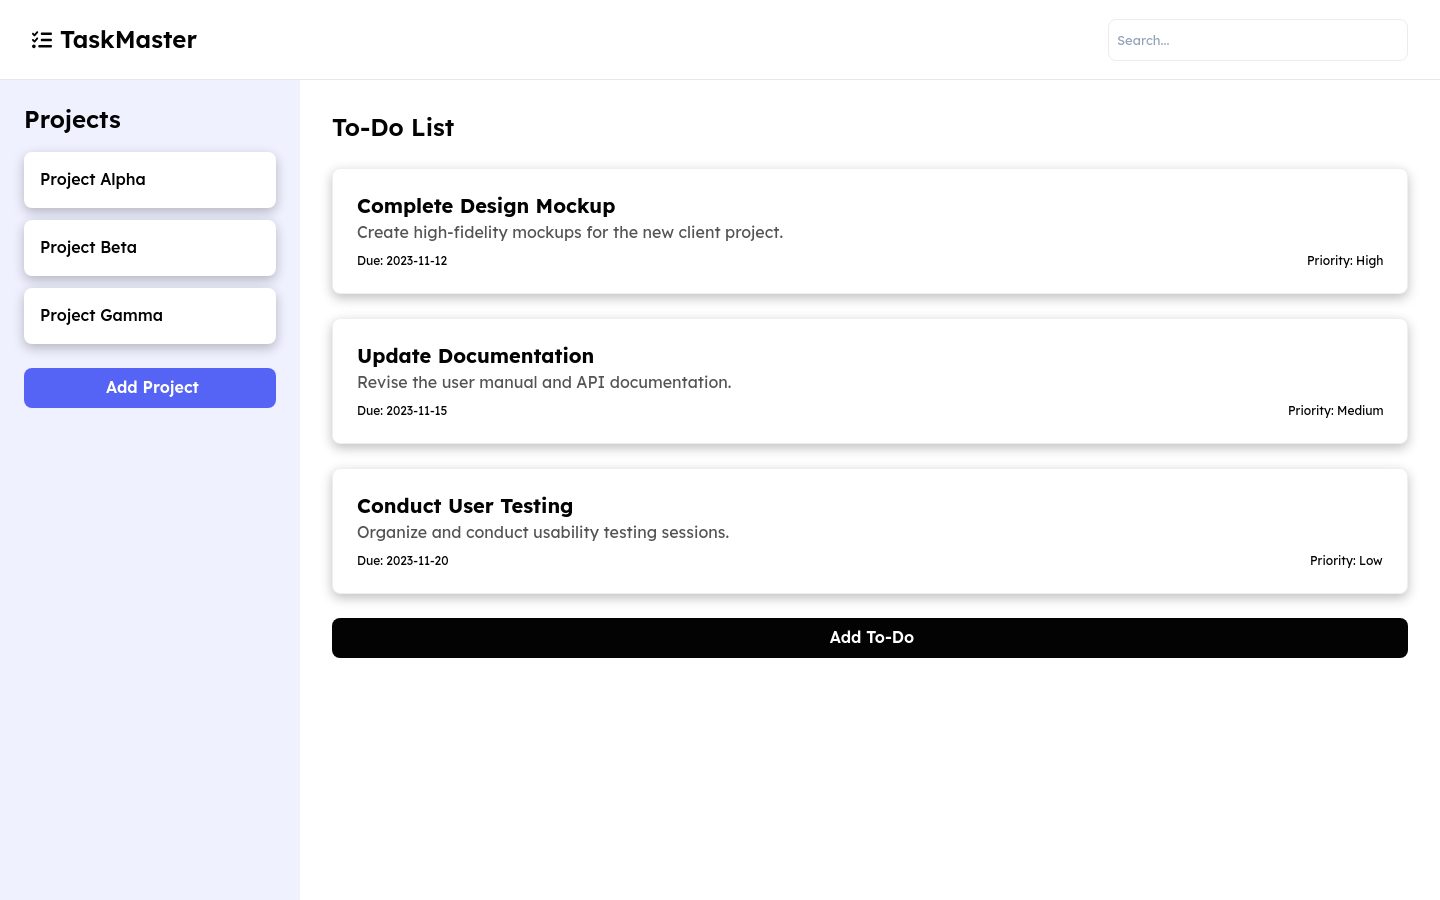 TaskMaster
Search...
Projects
Project Alpha
Project Beta
Project Gamma
Add Project
To-Do List
Complete Design Mockup
Create high-fidelity mockups for the new client project.
Due: 2023-11-12
Priority: High
Update Documentation
Revise the user manual and API documentation.
Due: 2023-11-15
Priority: Medium
Conduct User Testing
Organize and conduct usability testing sessions.
Due: 2023-11-20
Priority: Low
Add To-Do